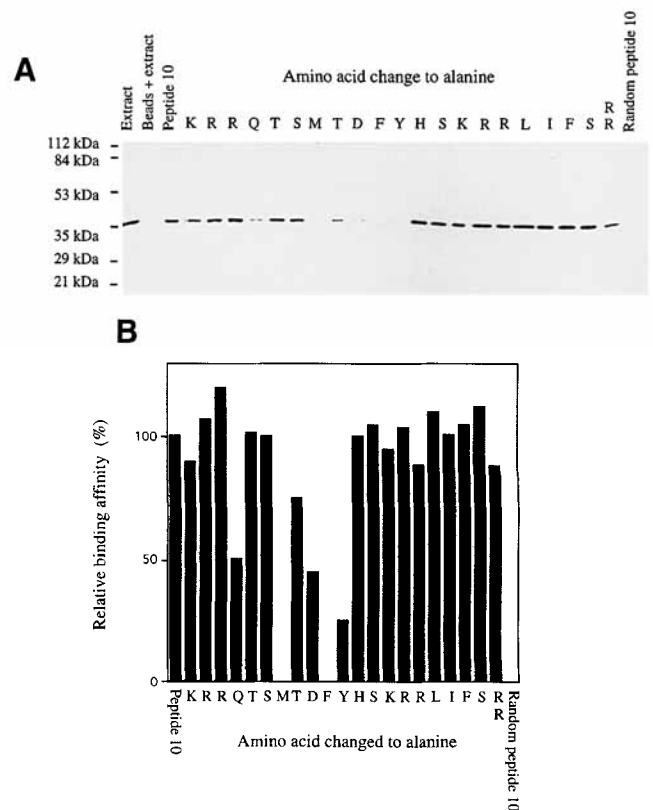 A
Extract
Beads + extract
Peptide 10
Amino acid change to alanine
K R R Q T S M T D F Y H S K R R L I F S R
R
Random peptide 10
112 kDa
84 kDa
53 kDa
35 kDa
29 kDa
21 kDa
B
Relative binding affinity (%)
100
50
0
Peptide 10
K R R Q T S M T D F Y H S K R R L I F S R
R
Random peptide 10
Amino acid changed to alanine